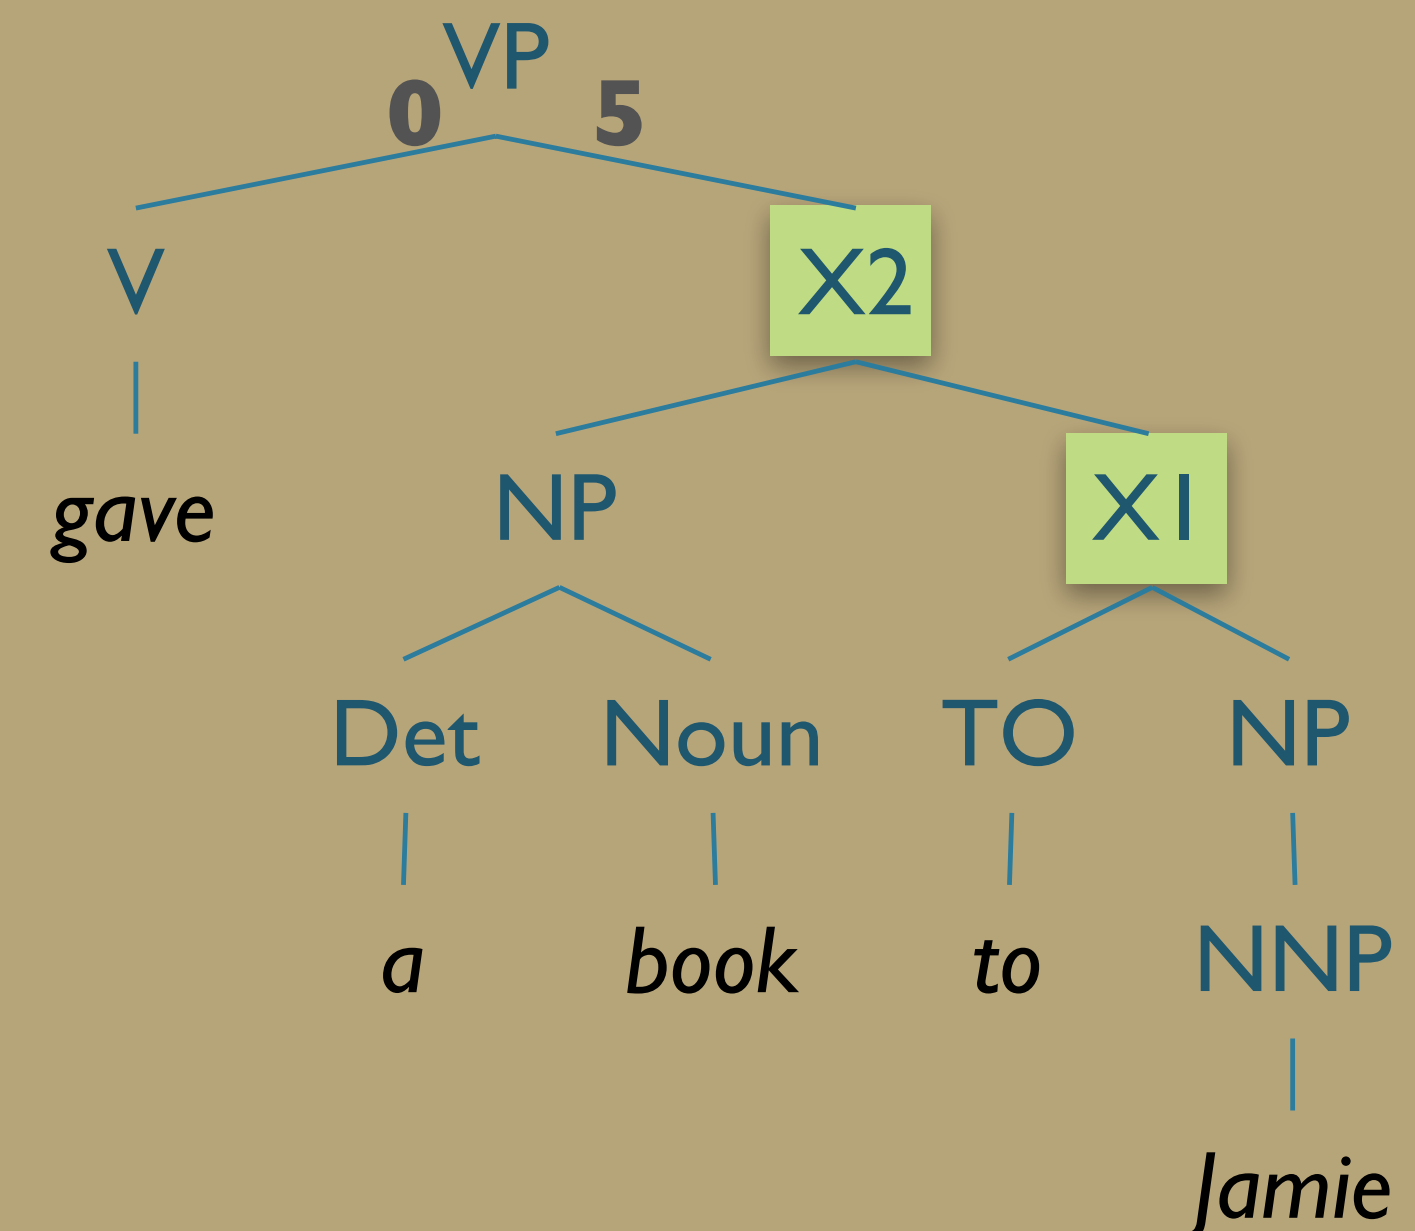 VP
0 5
V X2
gave NP X1
Det Noun TO NP
a book to NNP
Jamie